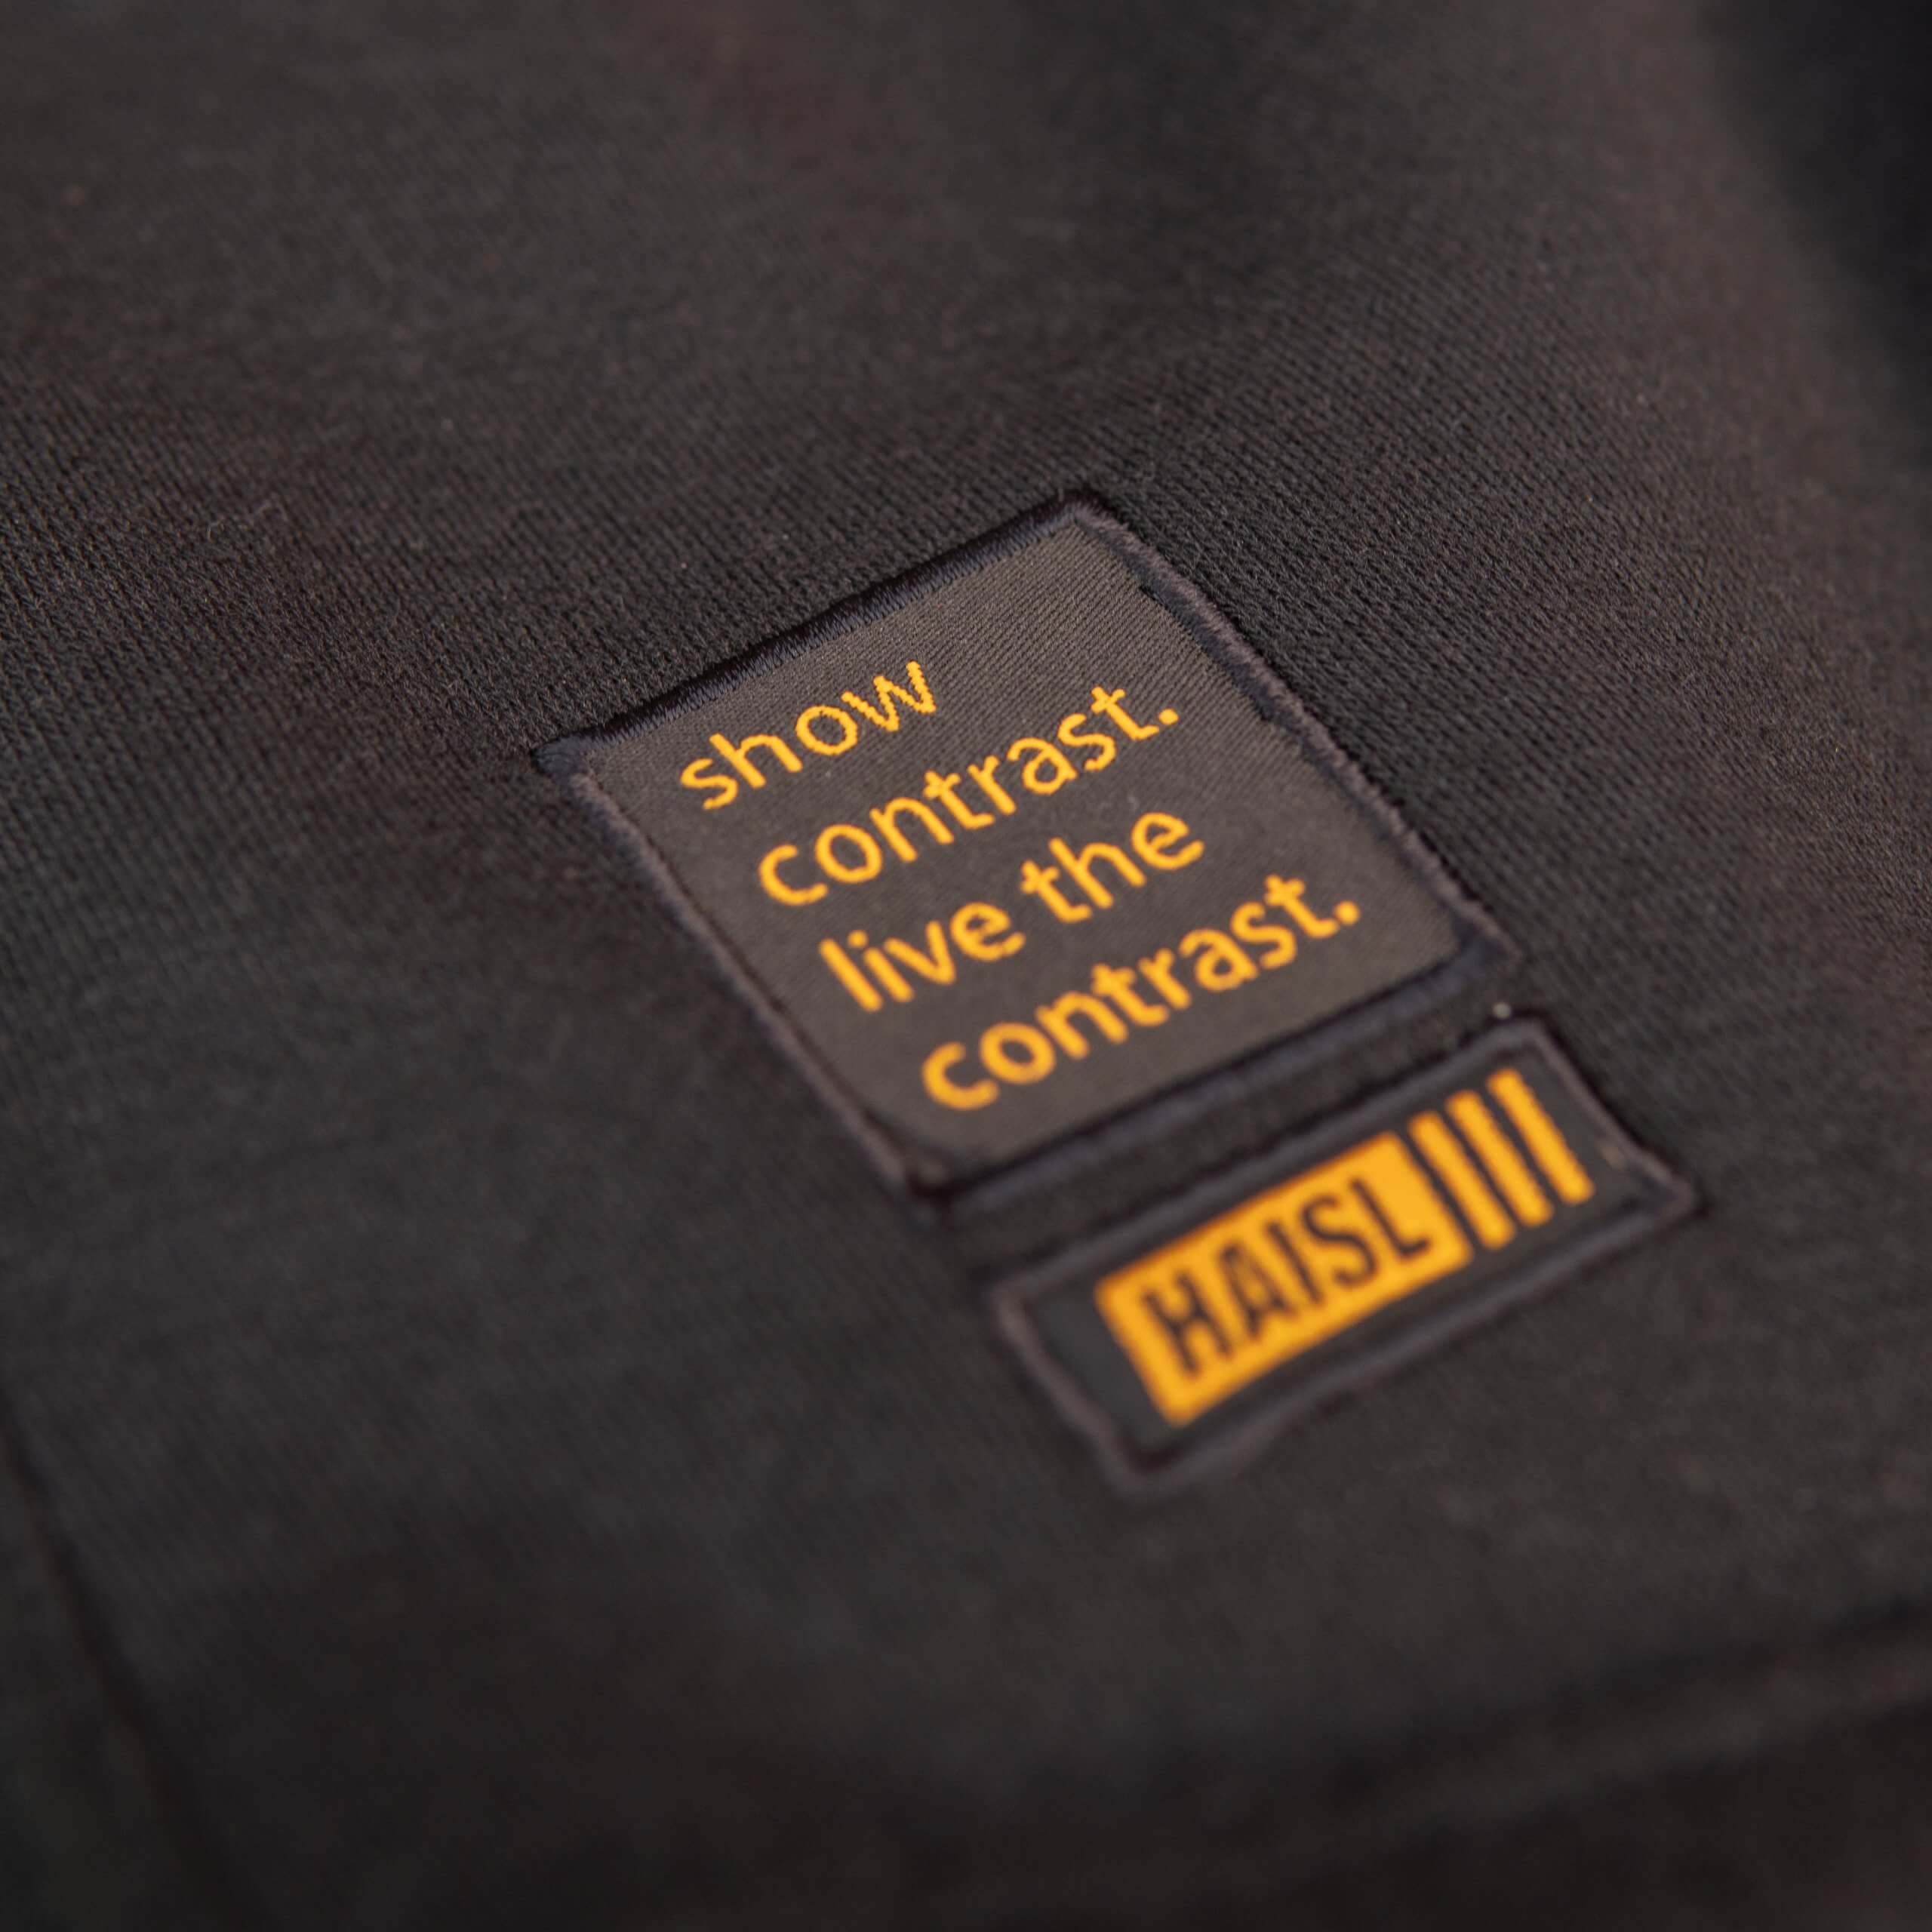 show
contrast.
live the
contrast.
HAISL